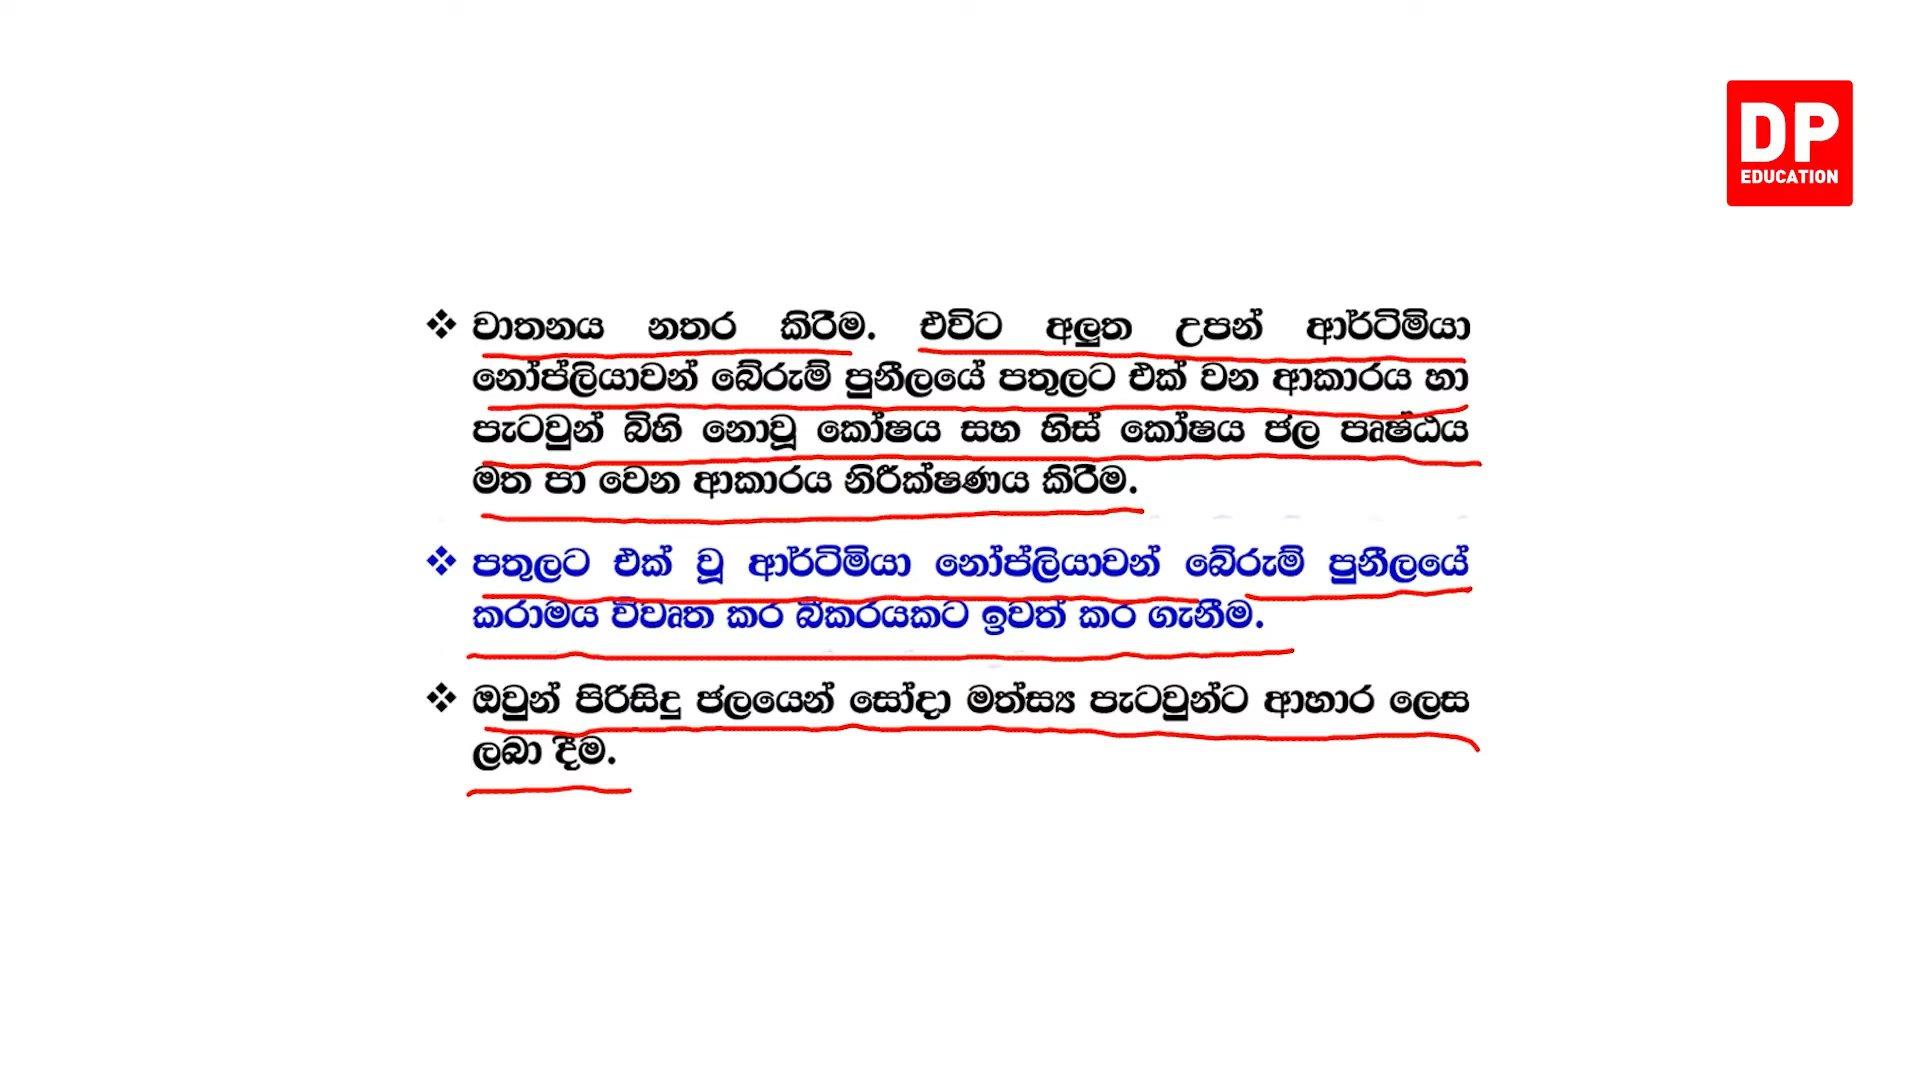 DP
EDUCATION
❖ වාතනය නතර කිරීම. එවිට අලුත උපන් ආර්ටිමියා
නෝප්ලියාවන් බේරුම් පුනීලයේ පතුලට එක් වන ආකාරය හා
පැටවුන් බිහි නොවූ කෝෂය සහ හිස් කෝෂය ජල පෘෂ්ඨය
මත පා වෙන ආකාරය නිරීක්ෂණය කිරීම.
❖ පතුලට එක් වූ ආර්ටිමියා නෝප්ලියාවන් බේරුම් පුනීලයේ
කරාමය විවෘත කර බීකරයකට ඉවත් කර ගැනීම.
❖ ඔවුන් පිරිසිදු ජලයෙන් සෝදා මත්ස්‍ය පැටවුන්ට ආහාර ලෙස
ලබා දීම.